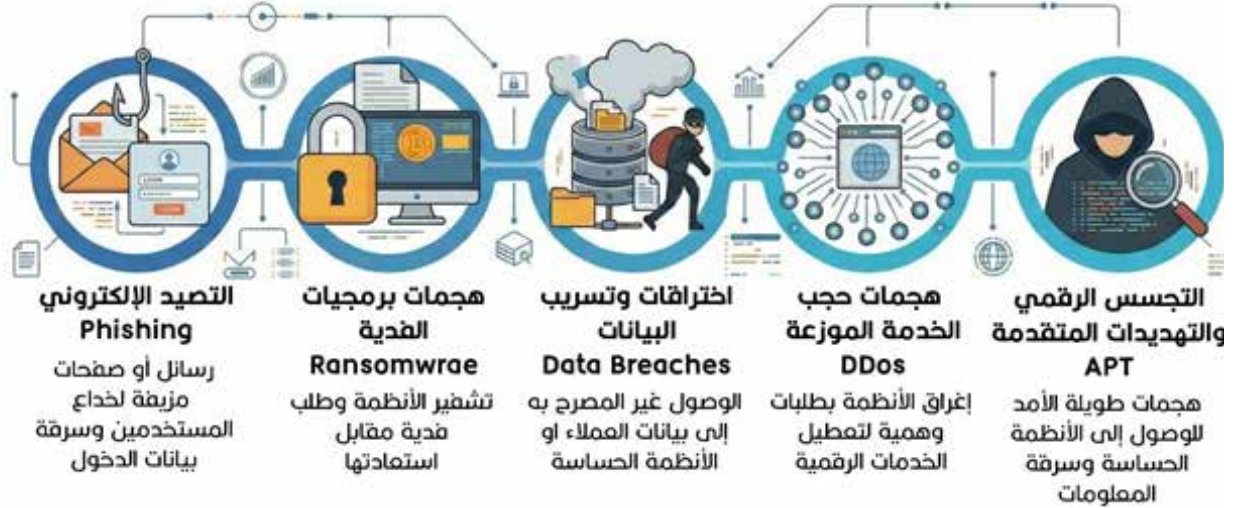 LOGIN
التصيد الإلكتروني
Phishing
رسائل أو صفحات
مزيفة لخداع
المستخدمين وسرقة
بيانات الدخول
هجمات برمجيات
الفدية
Ransomwrae
تشفير الأنظمة وطلب
فدية مقابل
استعادتها
اختراقات وتسريب
البيانات
Data Breaches
الوصول غير المصرح به
إلى بيانات العملاء او
الأنظمة الحساسة
هجمات حجب
الخدمة الموزعة
DDos
إغراق الأنظمة بطلبات
وهمية لتعطيل
الخدمات الرقمية
التجسس الرقمي
والتهديدات المتقدمة
APT
هجمات طويلة الأمد
للوصول إلى الأنظمة
الحساسة وسرقة
المعلومات